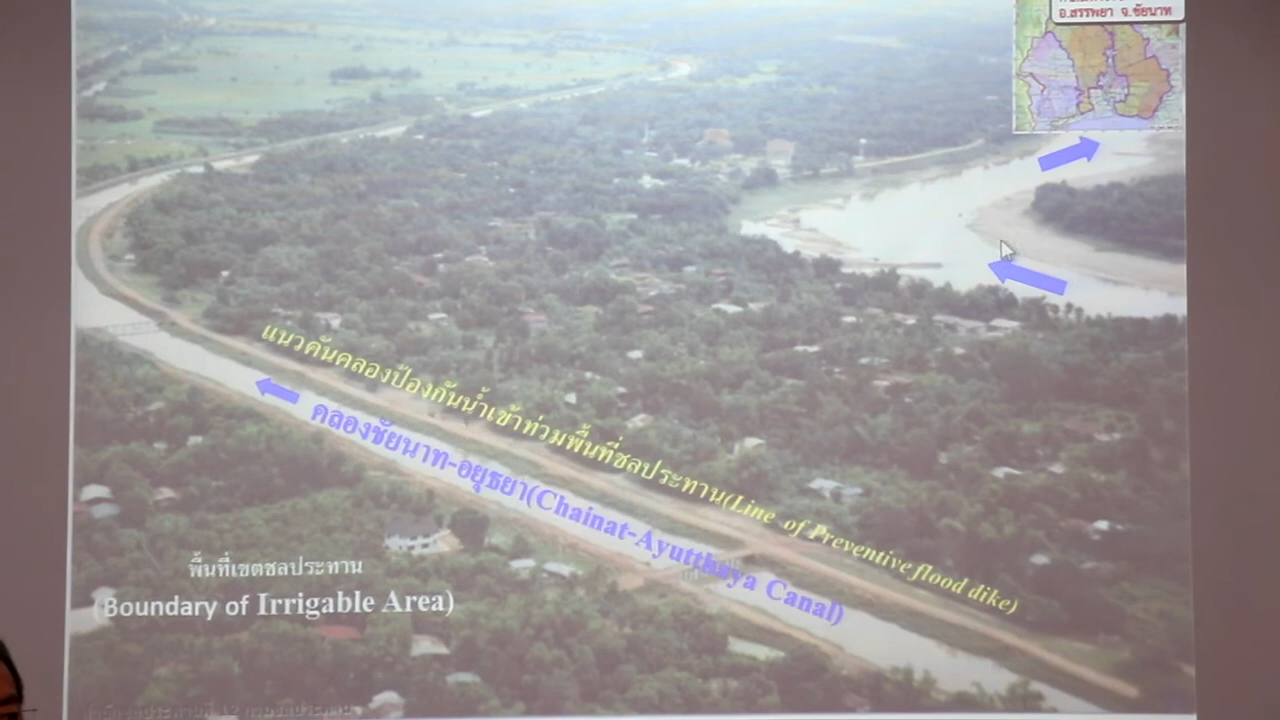 อ.สรรพยา จ.ชัยนาท
แนวคันคลองป้องกันน้ำเข้าท่วมพื้นที่ชลประทาน(Line of Preventive flood dike)
คลองชัยนาท-อยุธยา(Chainat-Ayutthaya Canal)
พื้นที่เขตชลประทาน
(Boundary of Irrigable Area)